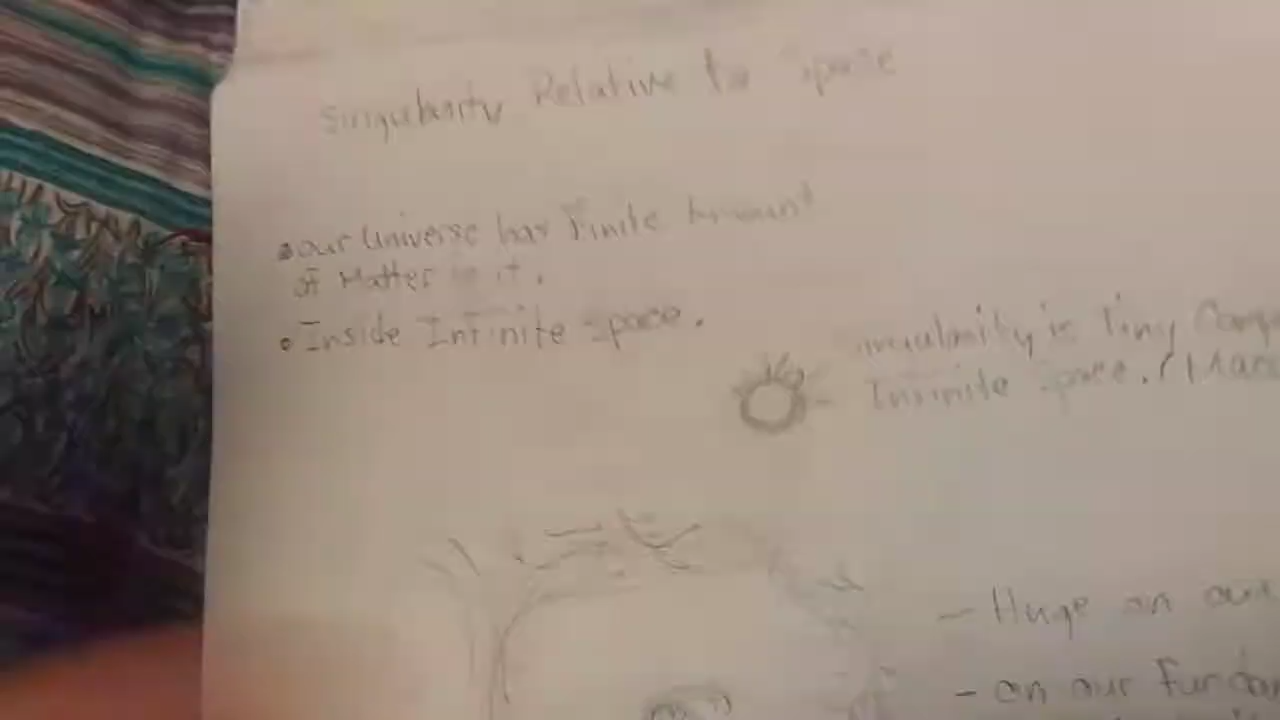 Singularity Relative to Space
• our Universe has Finite Amount
of Matter in it.
• Inside Infinite Space.
Singularity is Tiny
Infinite Space. (
- Huge on our
- on our